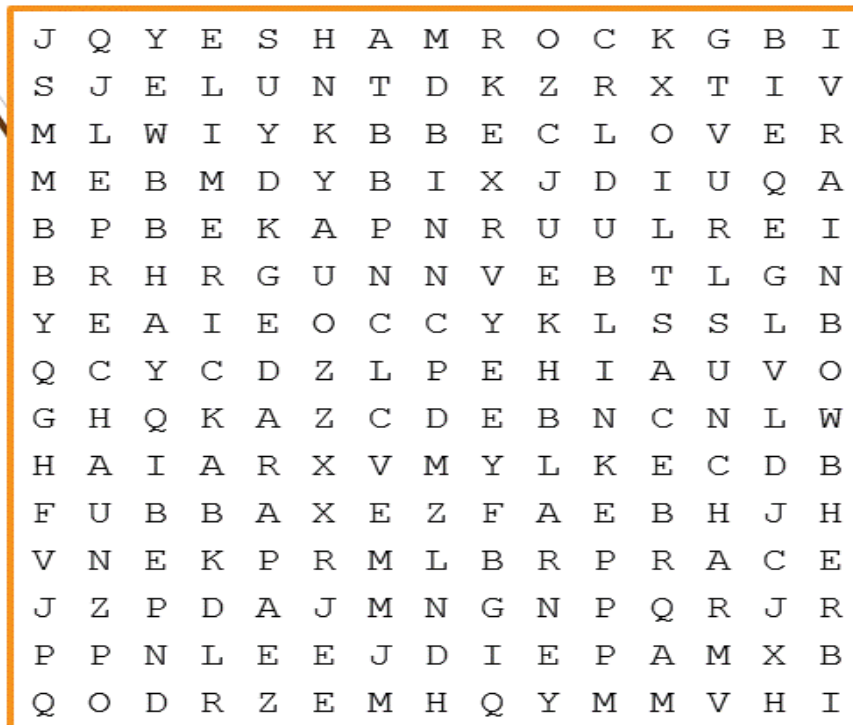 J Q Y E S H A M R O C K G B I
S J E L U N T D K Z R X T I V
M L W I Y K B B E C L O V E R
M E B M D Y B I X J D I U Q A
B P B E K A P N R U U L R E I
B R H R G U N N V E B T L G N
Y E A I E O C C Y K L S S L B
Q C Y C D Z L P E H I A U V O
G H Q K A Z C D E B N C N L W
H A I A R X V M Y L K E C D B
F U B B A X E Z F A E B H J H
V N E K P R M L B R P R A C E
J Z P D A J M N G N P Q R J R
P P N L E E J D I E P A M X B
Q O D R Z E M H Q Y M M V H I